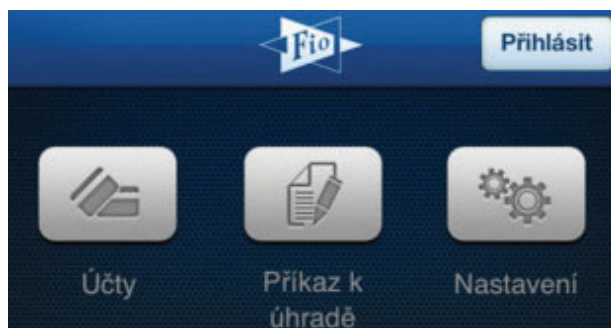 Fio
Přihlásit
Účty
Příkaz k
úhradě
Nastavení